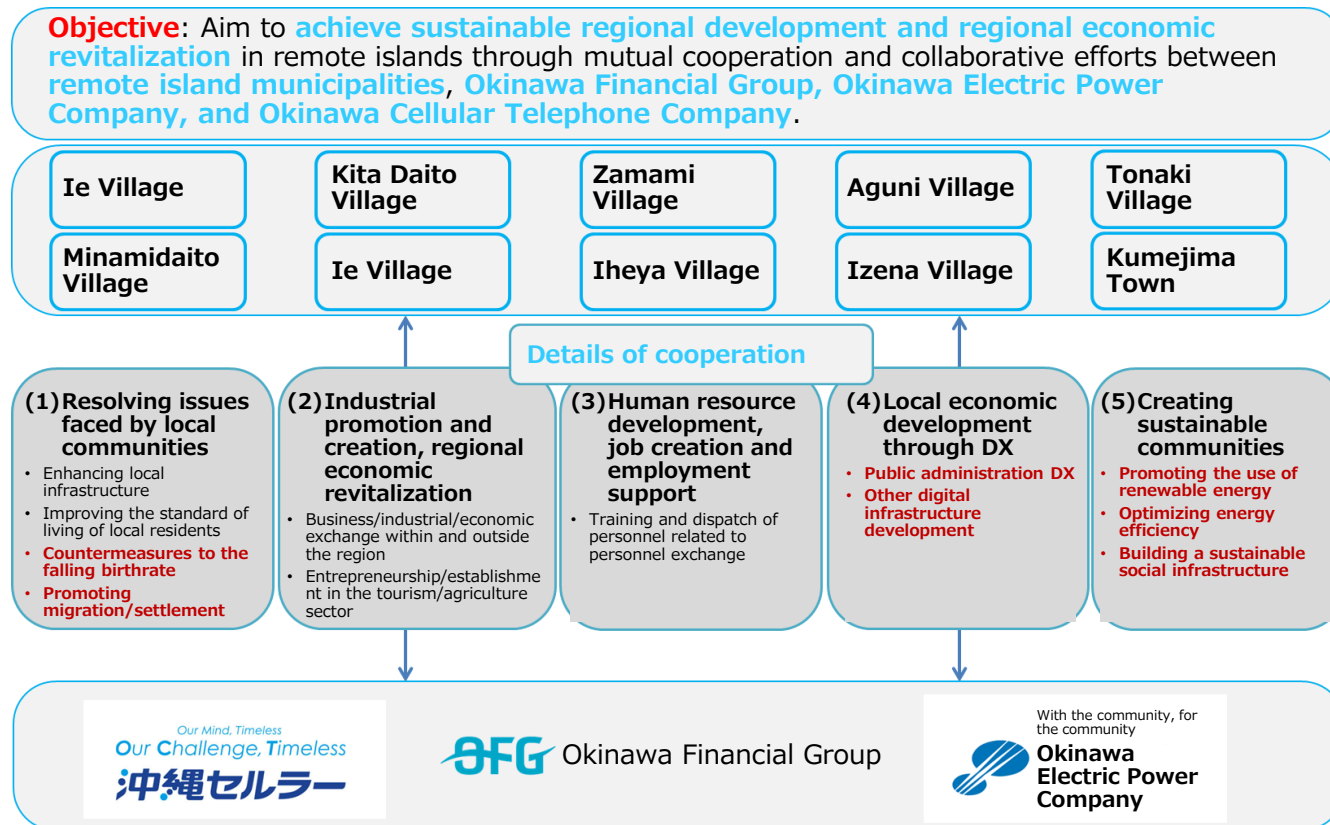 Objective: Aim to achieve sustainable regional development and regional economic
revitalization in remote islands through mutual cooperation and collaborative efforts between
remote island municipalities, Okinawa Financial Group, Okinawa Electric Power
Company, and Okinawa Cellular Telephone Company.
Ie Village
Kita Daito
Village
Zamami
Village
Aguni Village
Tonaki
Village
Minamidaito
Village
Ie Village
Iheya Village
Izena Village
Kumejima
Town
Details of cooperation
(1) Resolving issues
faced by local
communities
• Enhancing local
infrastructure
• Improving the standard of
living of local residents
• Countermeasures to the
falling birthrate
• Promoting
migration/settlement
(2) Industrial
promotion and
creation, regional
economic
revitalization
• Business/industrial/economic
exchange within and outside
the region
• Entrepreneurship/establishme
nt in the tourism/agriculture
sector
(3) Human resource
development,
job creation and
employment
support
• Training and dispatch of
personnel related to
personnel exchange
(4) Local economic
development
through DX
• Public administration DX
• Other digital
infrastructure
development
(5) Creating
sustainable
communities
• Promoting the use of
renewable energy
• Optimizing energy
efficiency
• Building a sustainable
social infrastructure
Our Mind, Timeless
Our Challenge, Timeless
沖縄セルラー
OFG Okinawa Financial Group
With the community, for
the community
Okinawa
Electric Power
Company